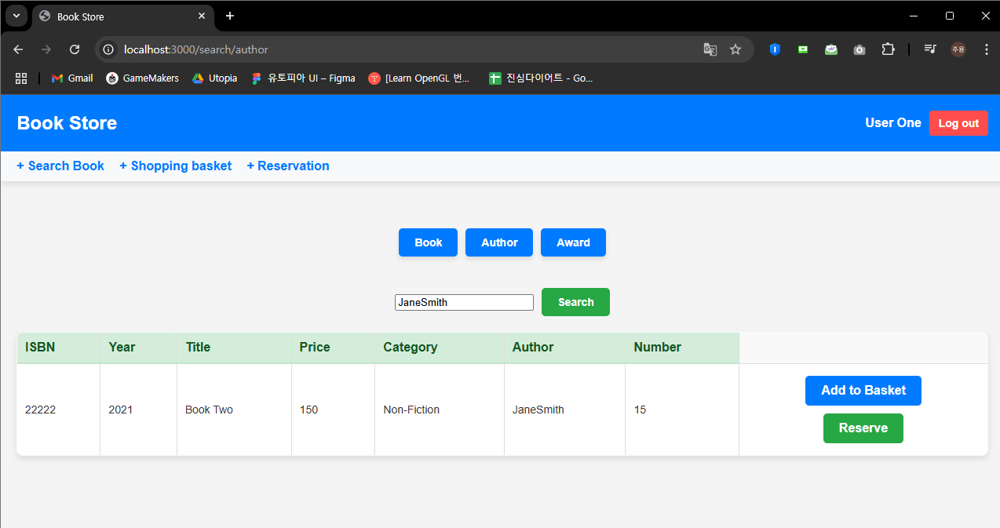 Book Store
localhost:3000/search/author
주용
Gmail
GameMakers
Utopia
유토피아 UI – Figma
[Learn OpenGL 번...
진심다이어트 - Go...
Book Store
User One
Log out
+ Search Book
+ Shopping basket
+ Reservation
Book
Author
Award
JaneSmith
Search
ISBN Year Title Price Category Author Number
22222 2021 Book Two 150 Non-Fiction JaneSmith 15
Add to Basket
Reserve